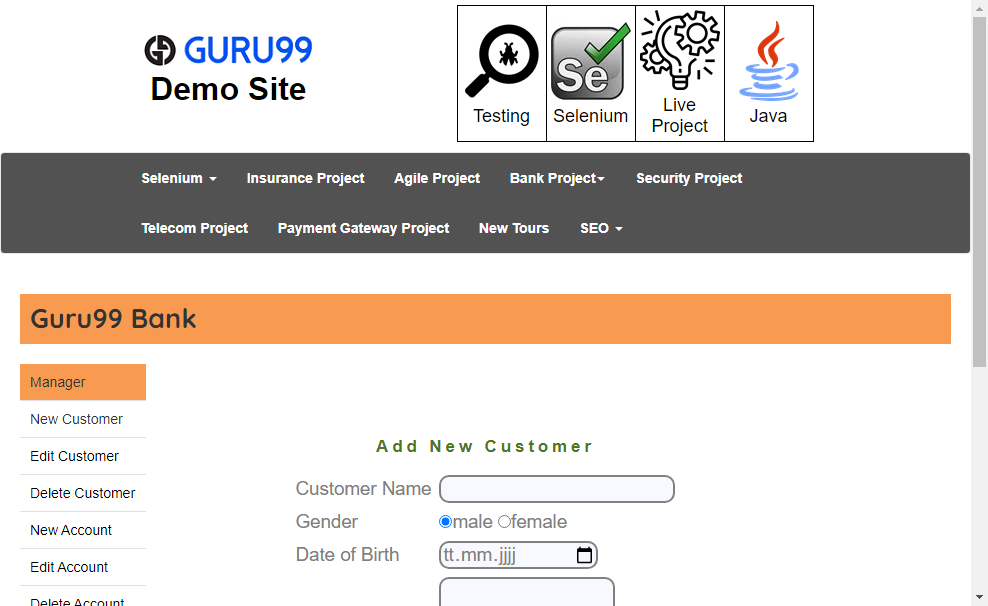 GURU99
Demo Site
Testing
Se
Selenium
Live
Project
Java
Selenium
Insurance Project
Agile Project
Bank Project
Security Project
Telecom Project
Payment Gateway Project
New Tours
SEO
Guru99 Bank
Manager
New Customer
Edit Customer
Delete Customer
New Account
Edit Account
Delete Account
Add New Customer
Customer Name
Gender
male female
Date of Birth
tt.mm.jjjj